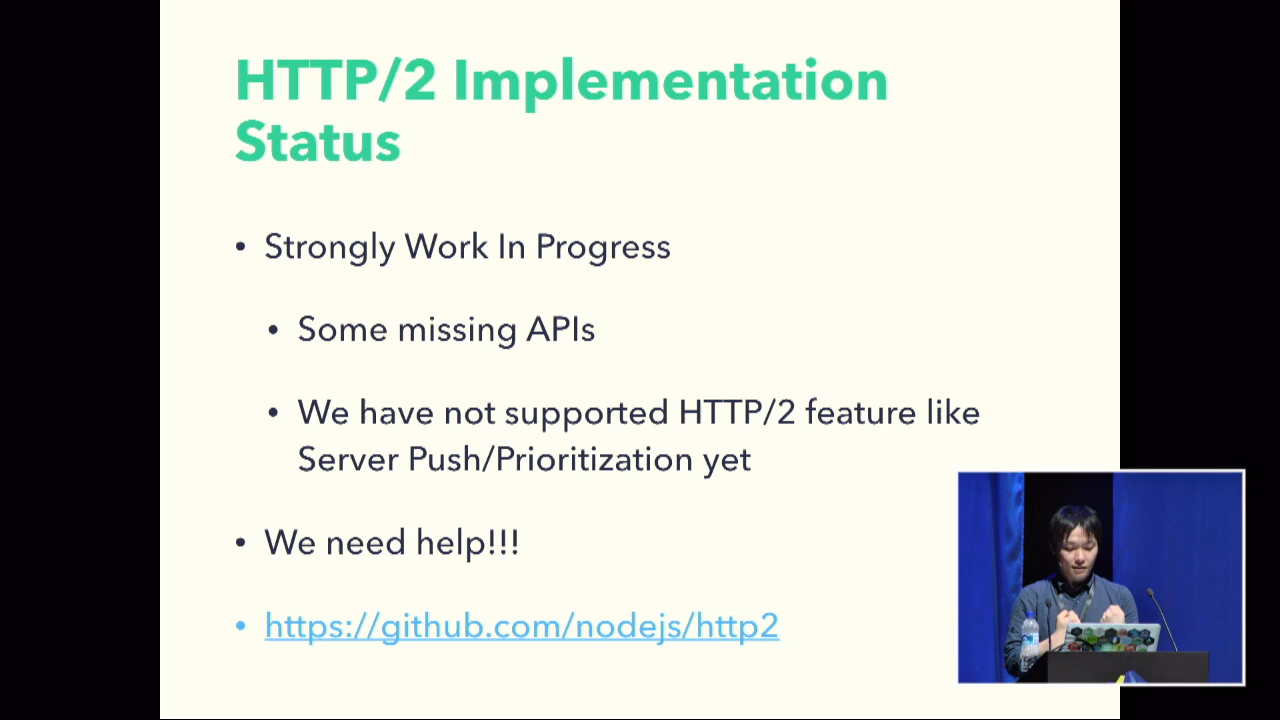 HTTP/2 Implementation
Status
• Strongly Work In Progress
• Some missing APIs
• We have not supported HTTP/2 feature like
Server Push/Prioritization yet
• We need help!!!
• https://github.com/nodejs/http2